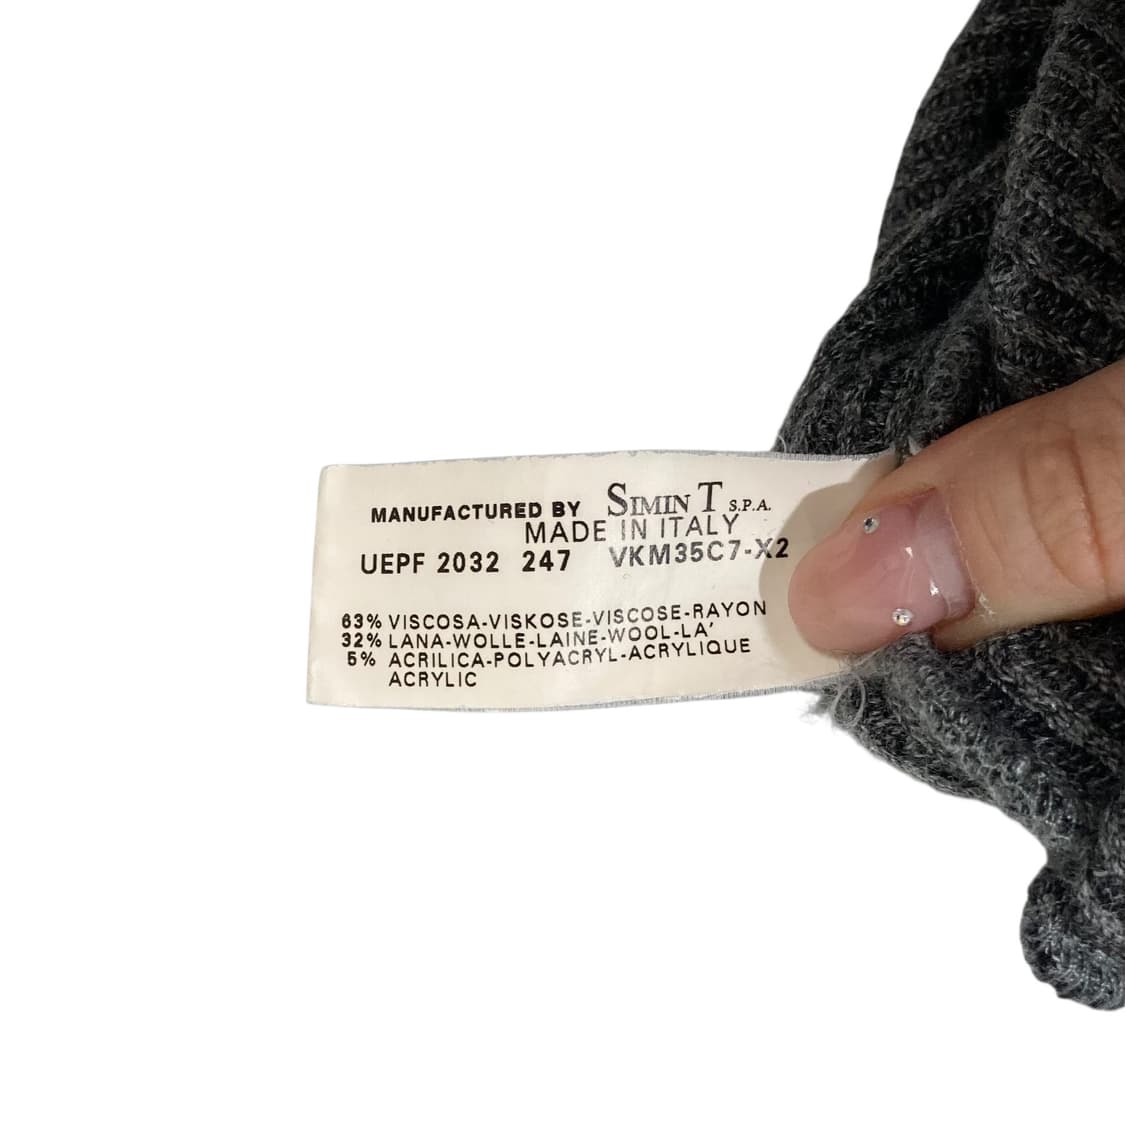 MANUFACTURED BY SIMIN T S.P.A.
MADE IN ITALY
UEPF 2032 247 VKM35C7-X2
63% VISCOSA-VISKOSE-VISCOSE-RAYON
32% LANA-WOLLE-LAINE-WOOL-LA'
5% ACRILICA-POLYACRYL-ACRYLIQUE
ACRYLIC